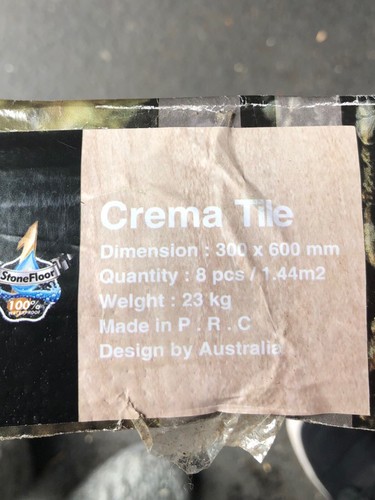 Crema Tile
Dimension : 300 x 600 mm
Quantity : 8 pcs / 1.44m2
Weight : 23 kg
Made in P . R . C
Design by Australia
StoneFloor
100%
WATERPROOF